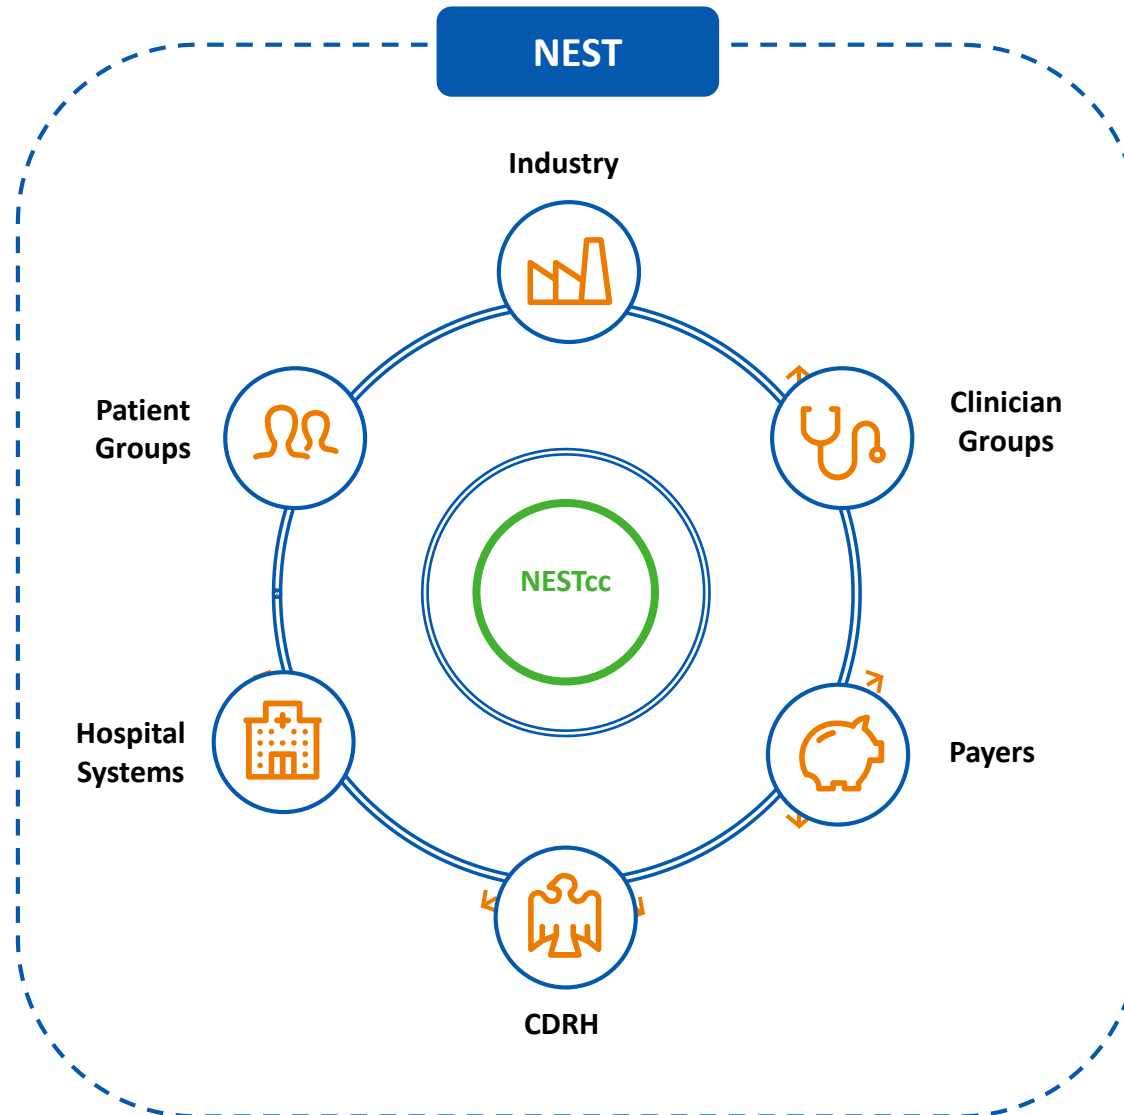 NEST
Industry
Patient
Groups
Clinician
Groups
NESTcc
Hospital
Systems
Payers
CDRH